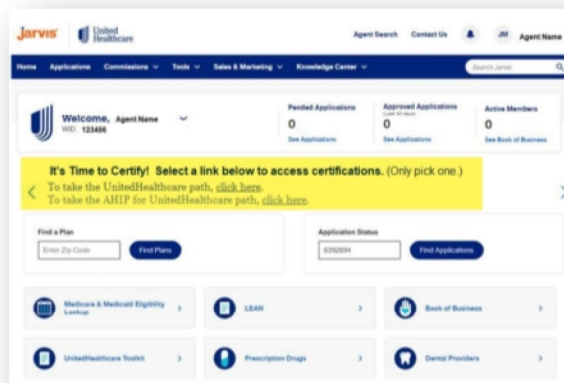 Jarvis
United
Healthcare
Agent Search Contact Us JM Agent Name
Home Applications Commissions Tools Sales & Marketing Knowledge Center Search Jarvis
Welcome, Agent Name
WID: 123456
Pended Applications
0
See Applications
Approved Applications
(Last 30 days)
0
See Applications
Active Members
0
See Book of Business
It's Time to Certify! Select a link below to access certifications. (Only pick one.)
To take the UnitedHealthcare path, click here.
To take the AHIP for UnitedHealthcare path, click here.
Find a Plan
Enter Zip Code Find Plans
Application Status
6392894 Find Applications
Medicare & Medicaid Eligibility
Lookup
LEAN
Book of Business
UnitedHealthcare Toolkit
Prescription Drugs
Dental Providers